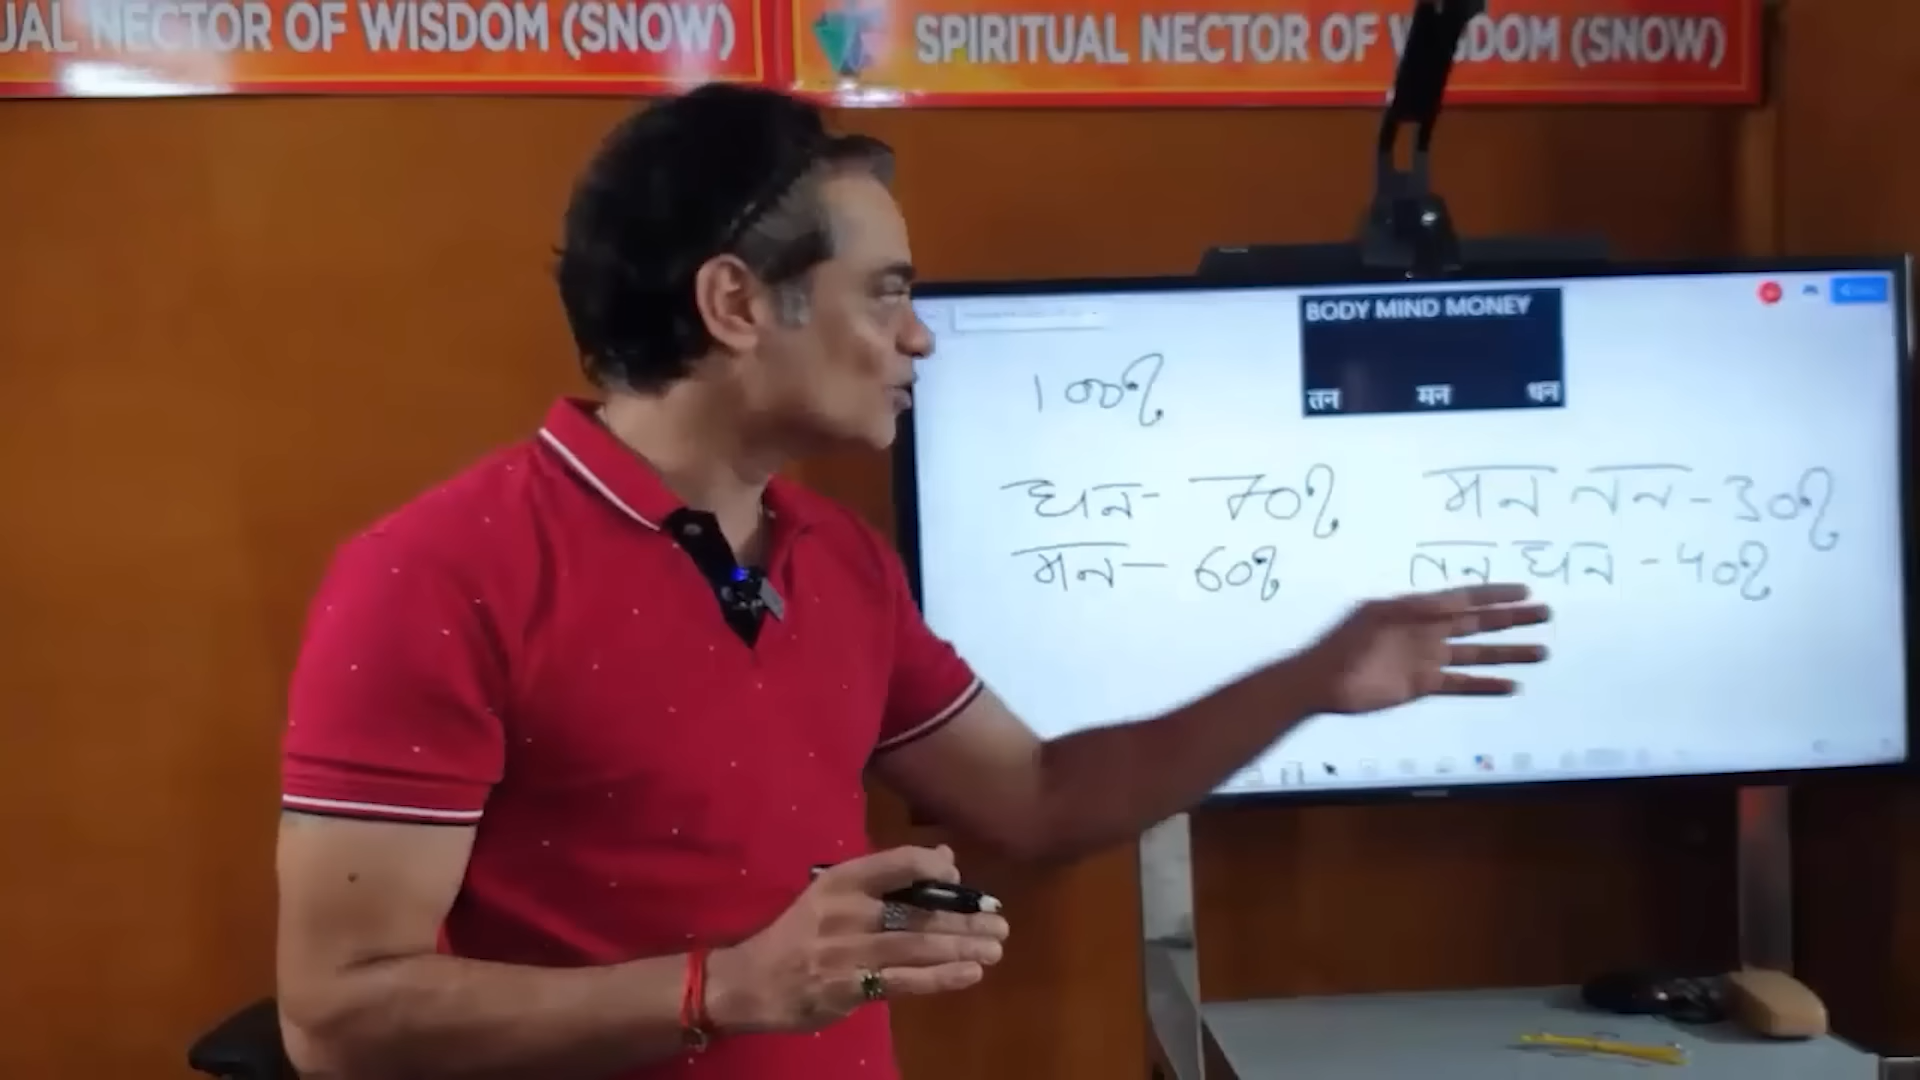 UAL NECTOR OF WISDOM (SNOW)
SPIRITUAL NECTOR OF WISDOM (SNOW)
BODY MIND MONEY
तन मन धन
100%
धन- 70% मन तन - 30%
मन - 60% तन धन - 40%